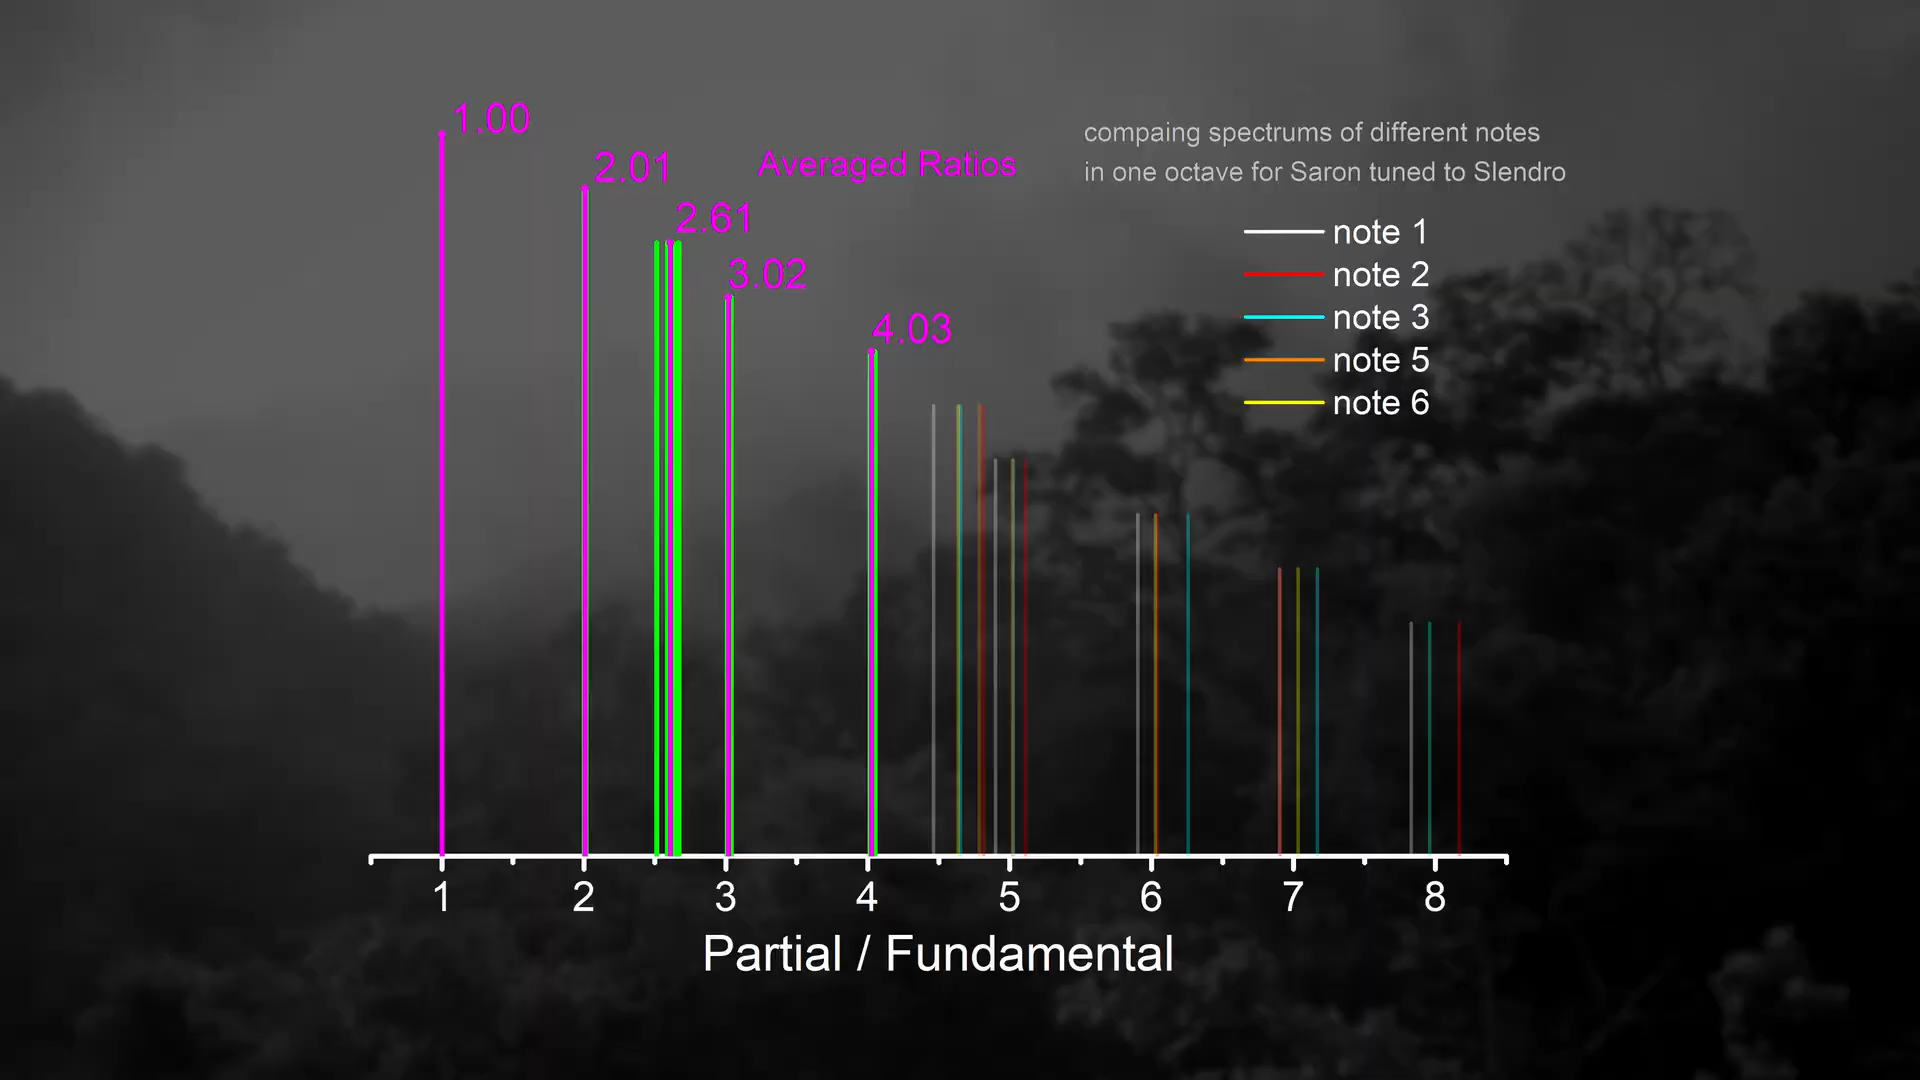 1.00
2.01
Averaged Ratios
2.61
3.02
4.03
compaing spectrums of different notes
in one octave for Saron tuned to Slendro
note 1
note 2
note 3
note 5
note 6
1 2 3 4 5 6 7 8
Partial / Fundamental